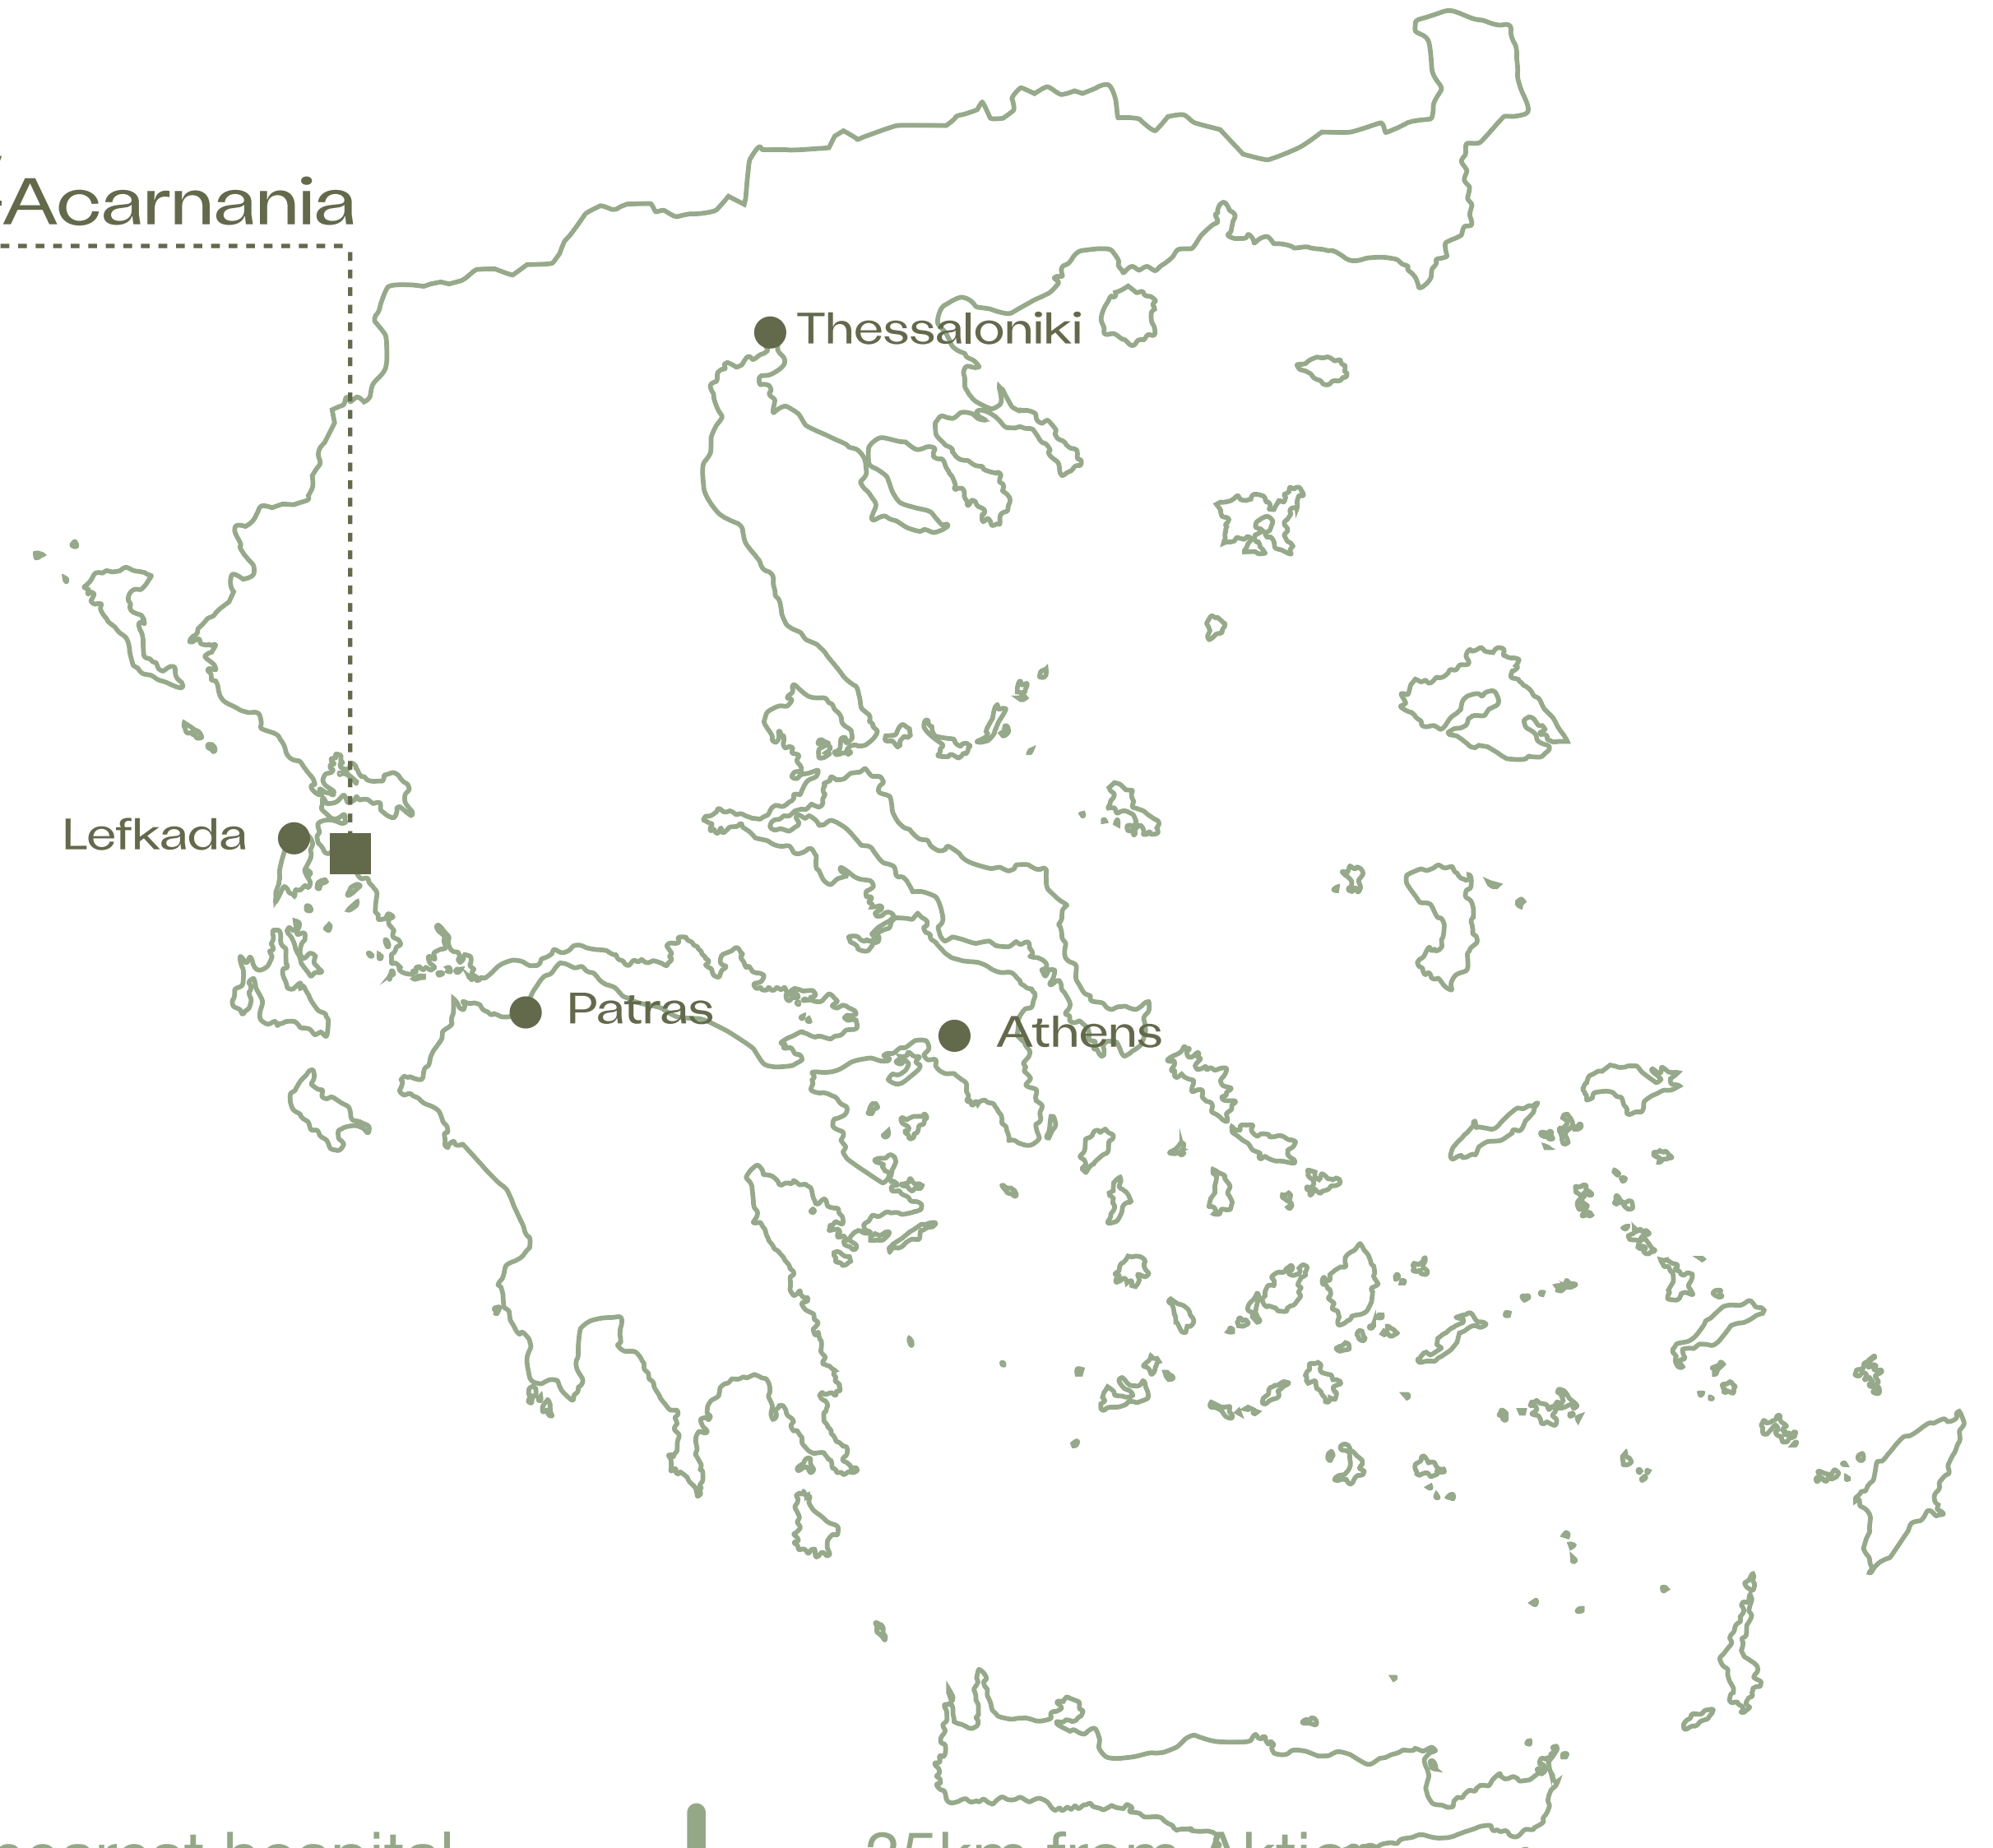 -Acarnania
Thessaloniki
Lefkada
Patras
Athens